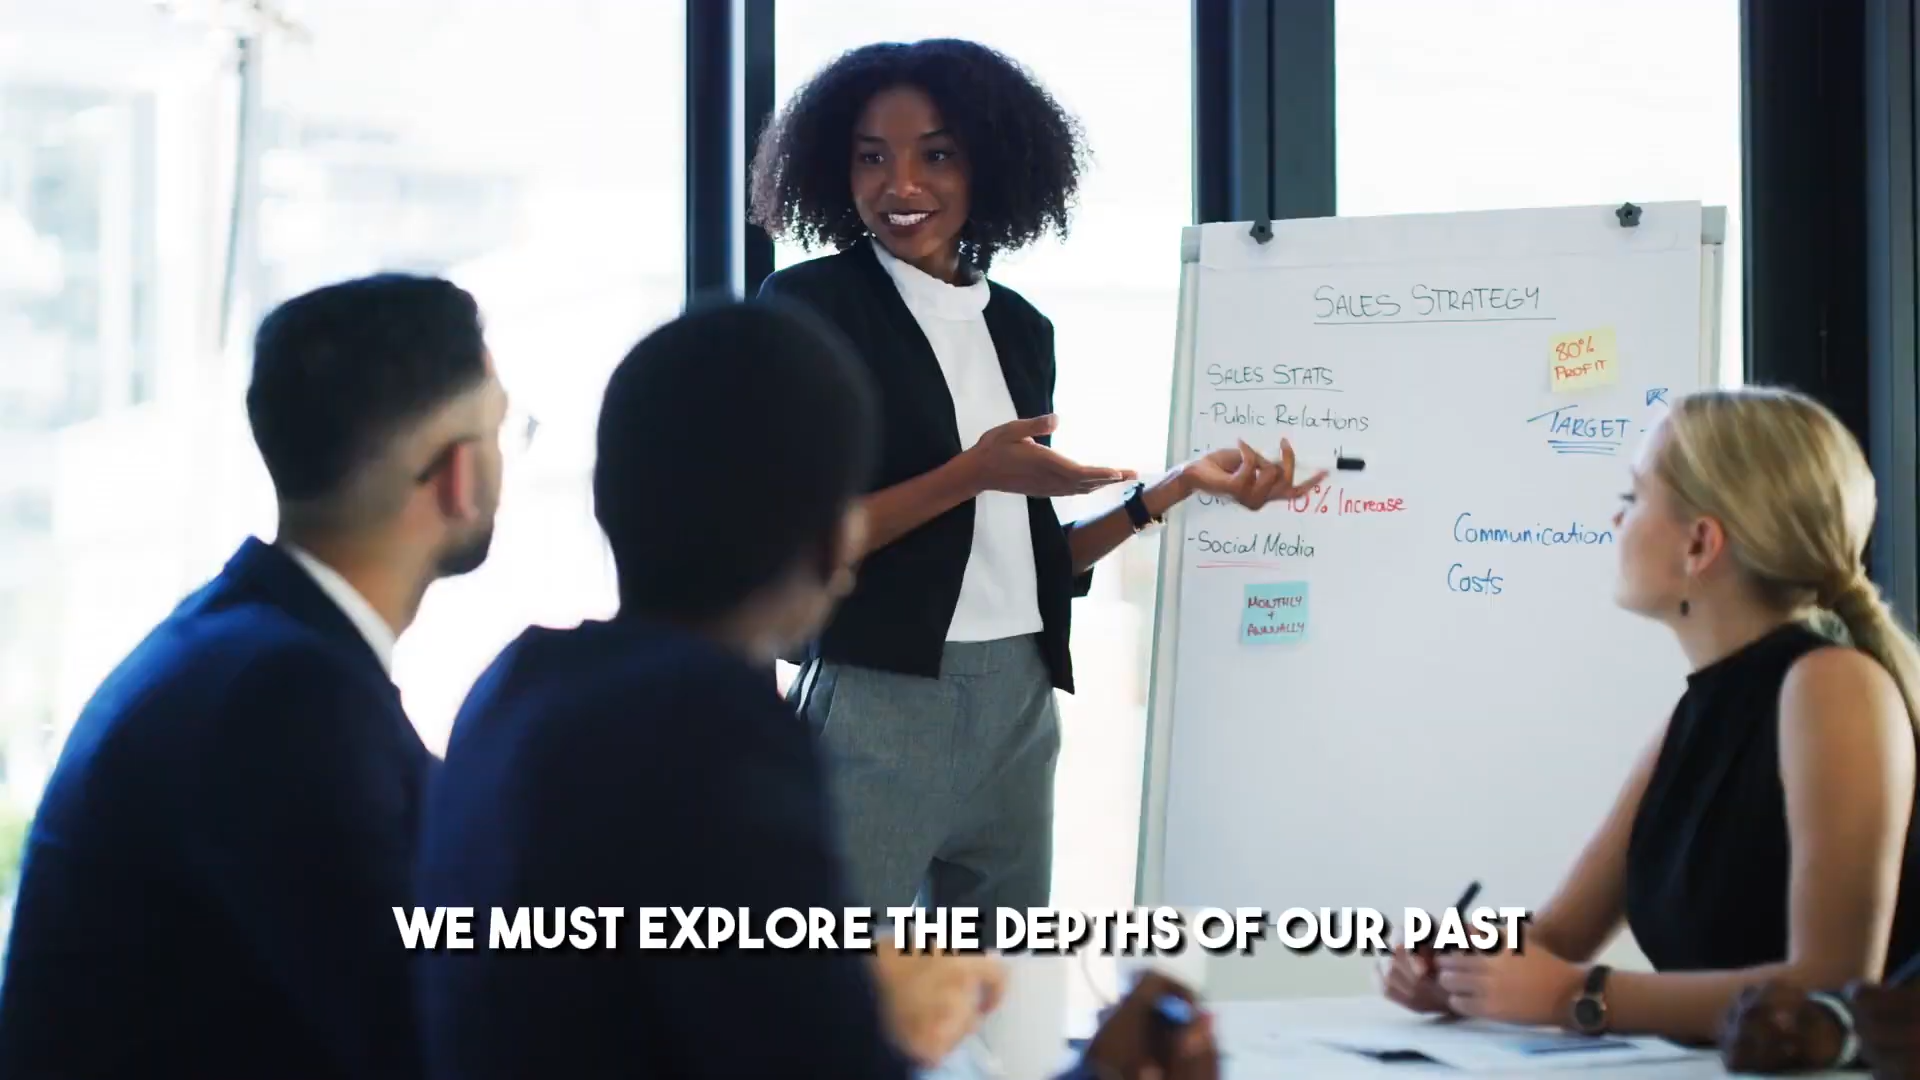 SALES STRATEGY
80%
PROFIT
SALES STATS
-Public Relations
TARGET -
10% Increase
Communication
-Social Media
Costs
MONTHLY
+
ANNUALLY
WE MUST EXPLORE THE DEPTHS OF OUR PAST